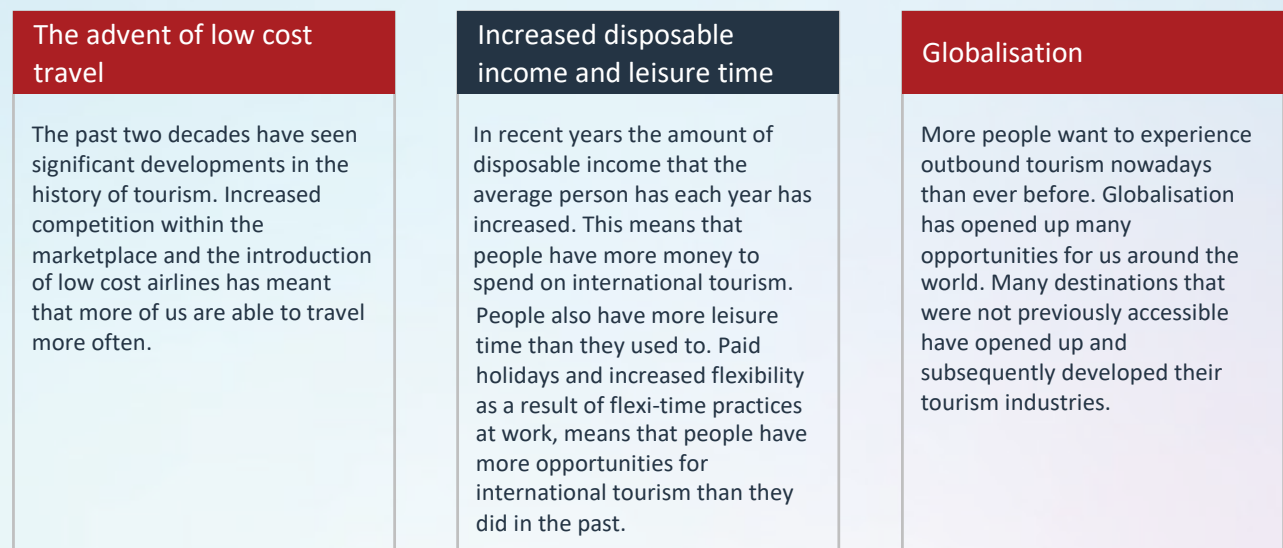 The advent of low cost
travel
The past two decades have seen
significant developments in the
history of tourism. Increased
competition within the
marketplace and the introduction
of low cost airlines has meant
that more of us are able to travel
more often.
Increased disposable
income and leisure time
In recent years the amount of
disposable income that the
average person has each year has
increased. This means that
people have more money to
spend on international tourism.
People also have more leisure
time than they used to. Paid
holidays and increased flexibility
as a result of flexi-time practices
at work, means that people have
more opportunities for
international tourism than they
did in the past.
Globalisation
More people want to experience
outbound tourism nowadays
than ever before. Globalisation
has opened up many
opportunities for us around the
world. Many destinations that
were not previously accessible
have opened up and
subsequently developed their
tourism industries.